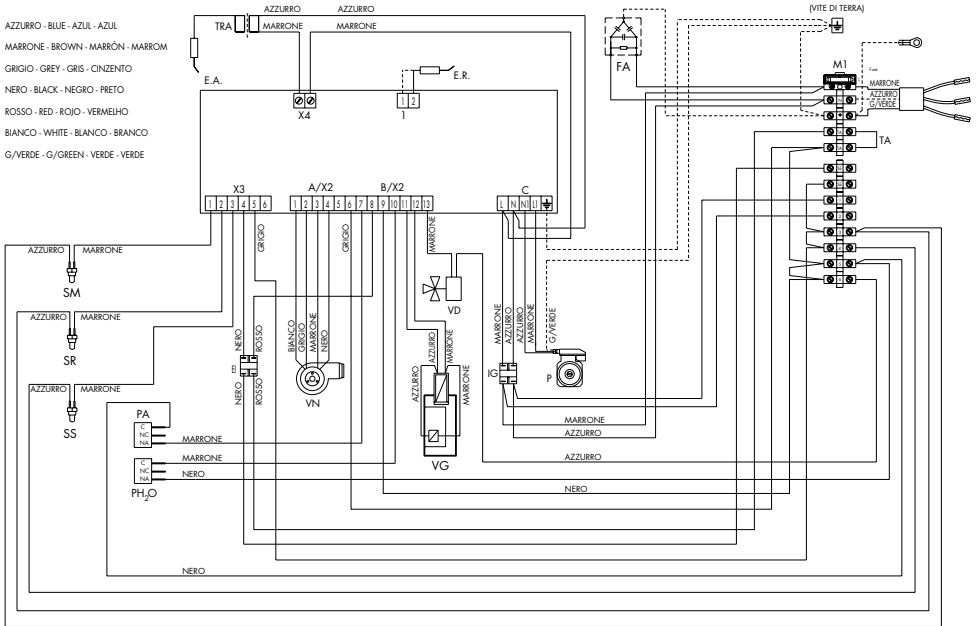 AZZURRO - BLUE - AZUL - AZUL
MARRONE - BROWN - MARRÓN - MARROM
GRIGIO - GREY - GRIS - CINZENTO
NERO - BLACK - NEGRO - PRETO
ROSSO - RED - ROJO - VERMELHO
BIANCO - WHITE - BLANCO - BRANCO
G/VERDE - G/GREEN - VERDE - VERDE
TRA
AZZURRO AZZURRO
MARRONE MARRONE
E.A.
E.R.
1 2
X4
1
FA
(VITE DI TERRA)
M1
MARRONE
AZZURRO
G/VERDE
TA
X3
A/X2
B/X2
C
1 2 3 4 5 6
1 2 3 4 5 6 7 8 9 10 11 12 13
L N N1 L1
GRIGIO
GRIGIO
MARRONE
AZZURRO MARRONE
SM
AZZURRO MARRONE
SR
AZZURRO MARRONE
SS
NERO
ROSSO
EI
NERO
ROSSO
BIANCO
GRIGIO
MARRONE
NERO
VN
VD
AZZURRO
MARRONE
AZZURRO
MARRONE
VG
MARRONE
AZZURRO
AZZURRO
MARRONE
G/VERDE
IG
P
PA
C
NC
NA
MARRONE
C
NC
NA
MARRONE
NERO
PH2O
MARRONE
AZZURRO
AZZURRO
NERO
NERO